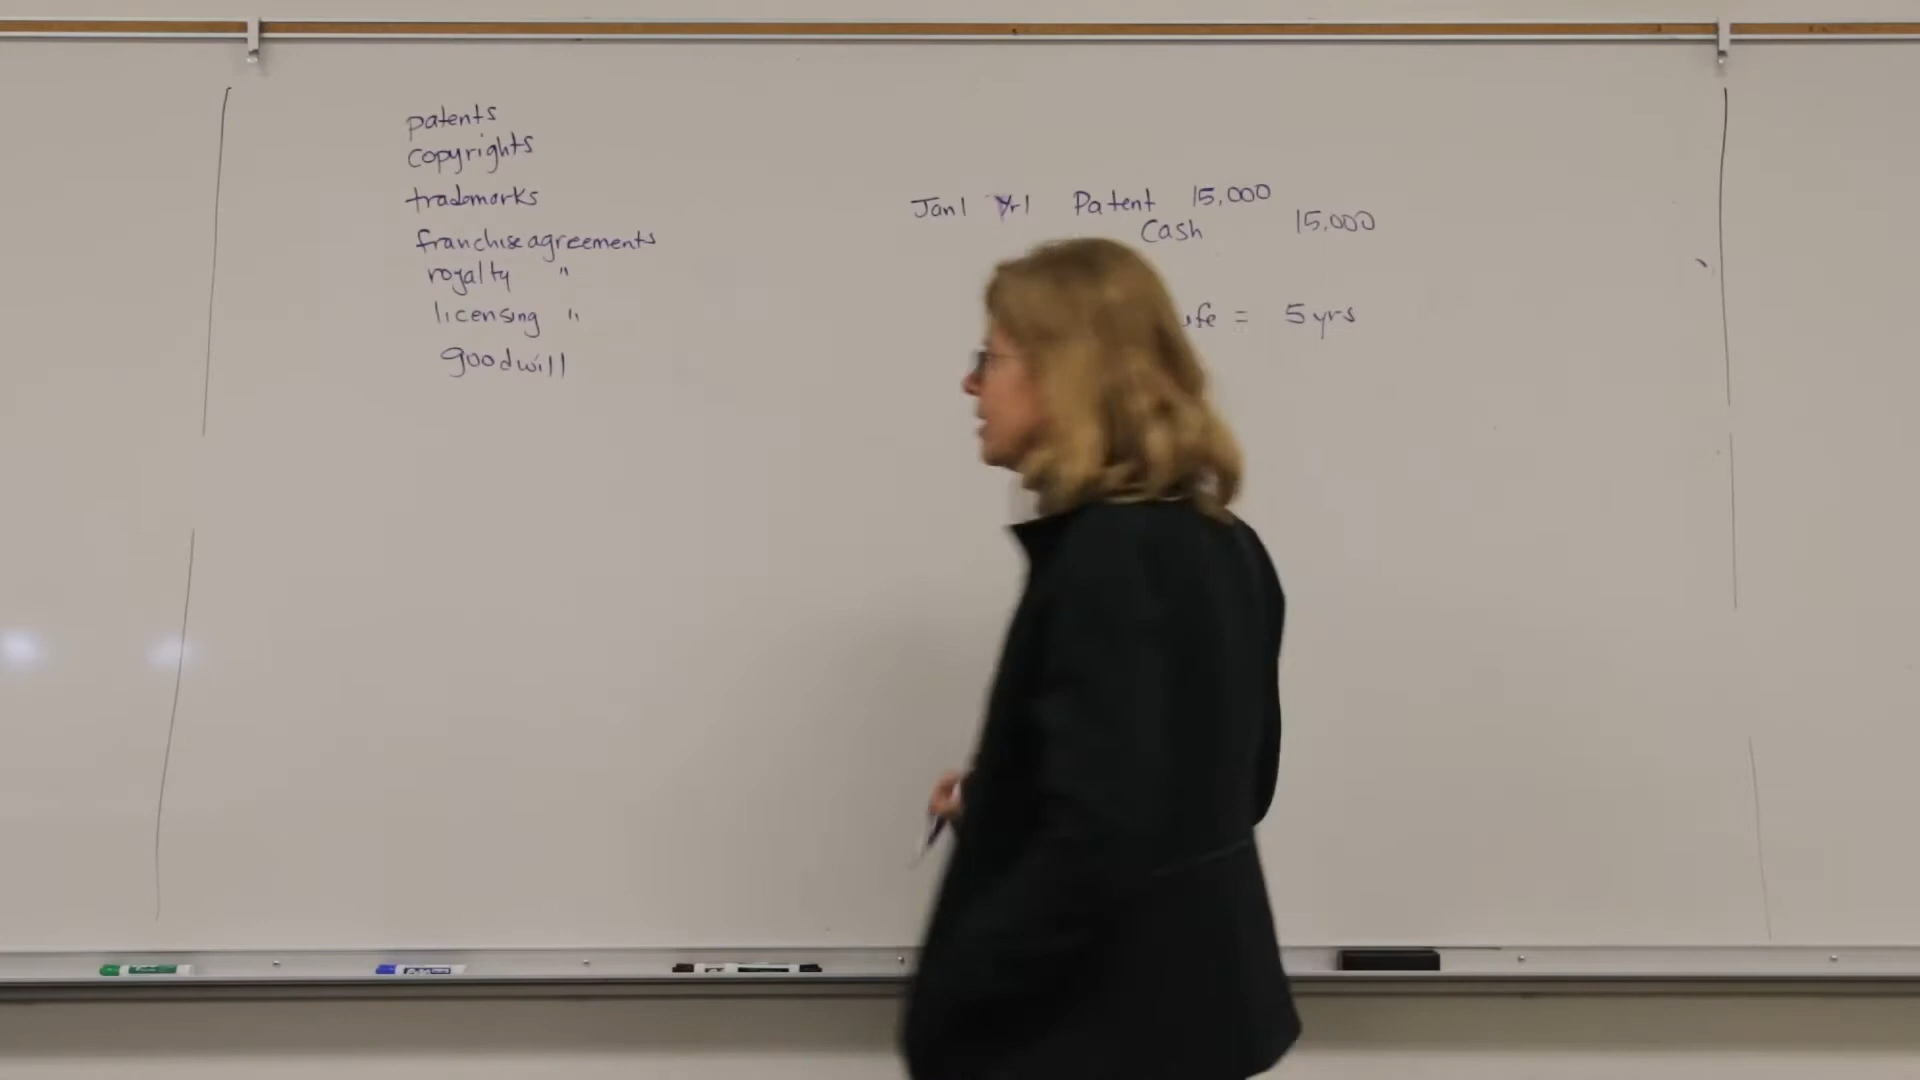 patents
copyrights
trademarks
franchise agreements
royalty "
licensing "
goodwill
Jan 1 Yr 1 Patent 15,000
Cash 15,000
= 5 yrs